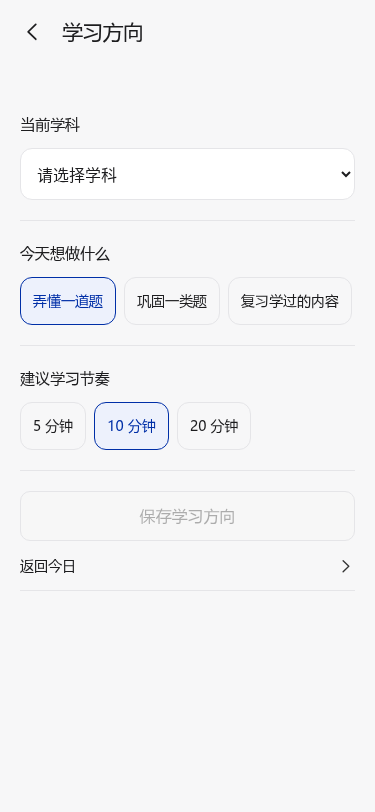 学习方向
当前学科
请选择学科
今天想做什么
弄懂一道题 巩固一类题 复习学过的内容
建议学习节奏
5 分钟 10 分钟 20 分钟
保存学习方向
返回今日